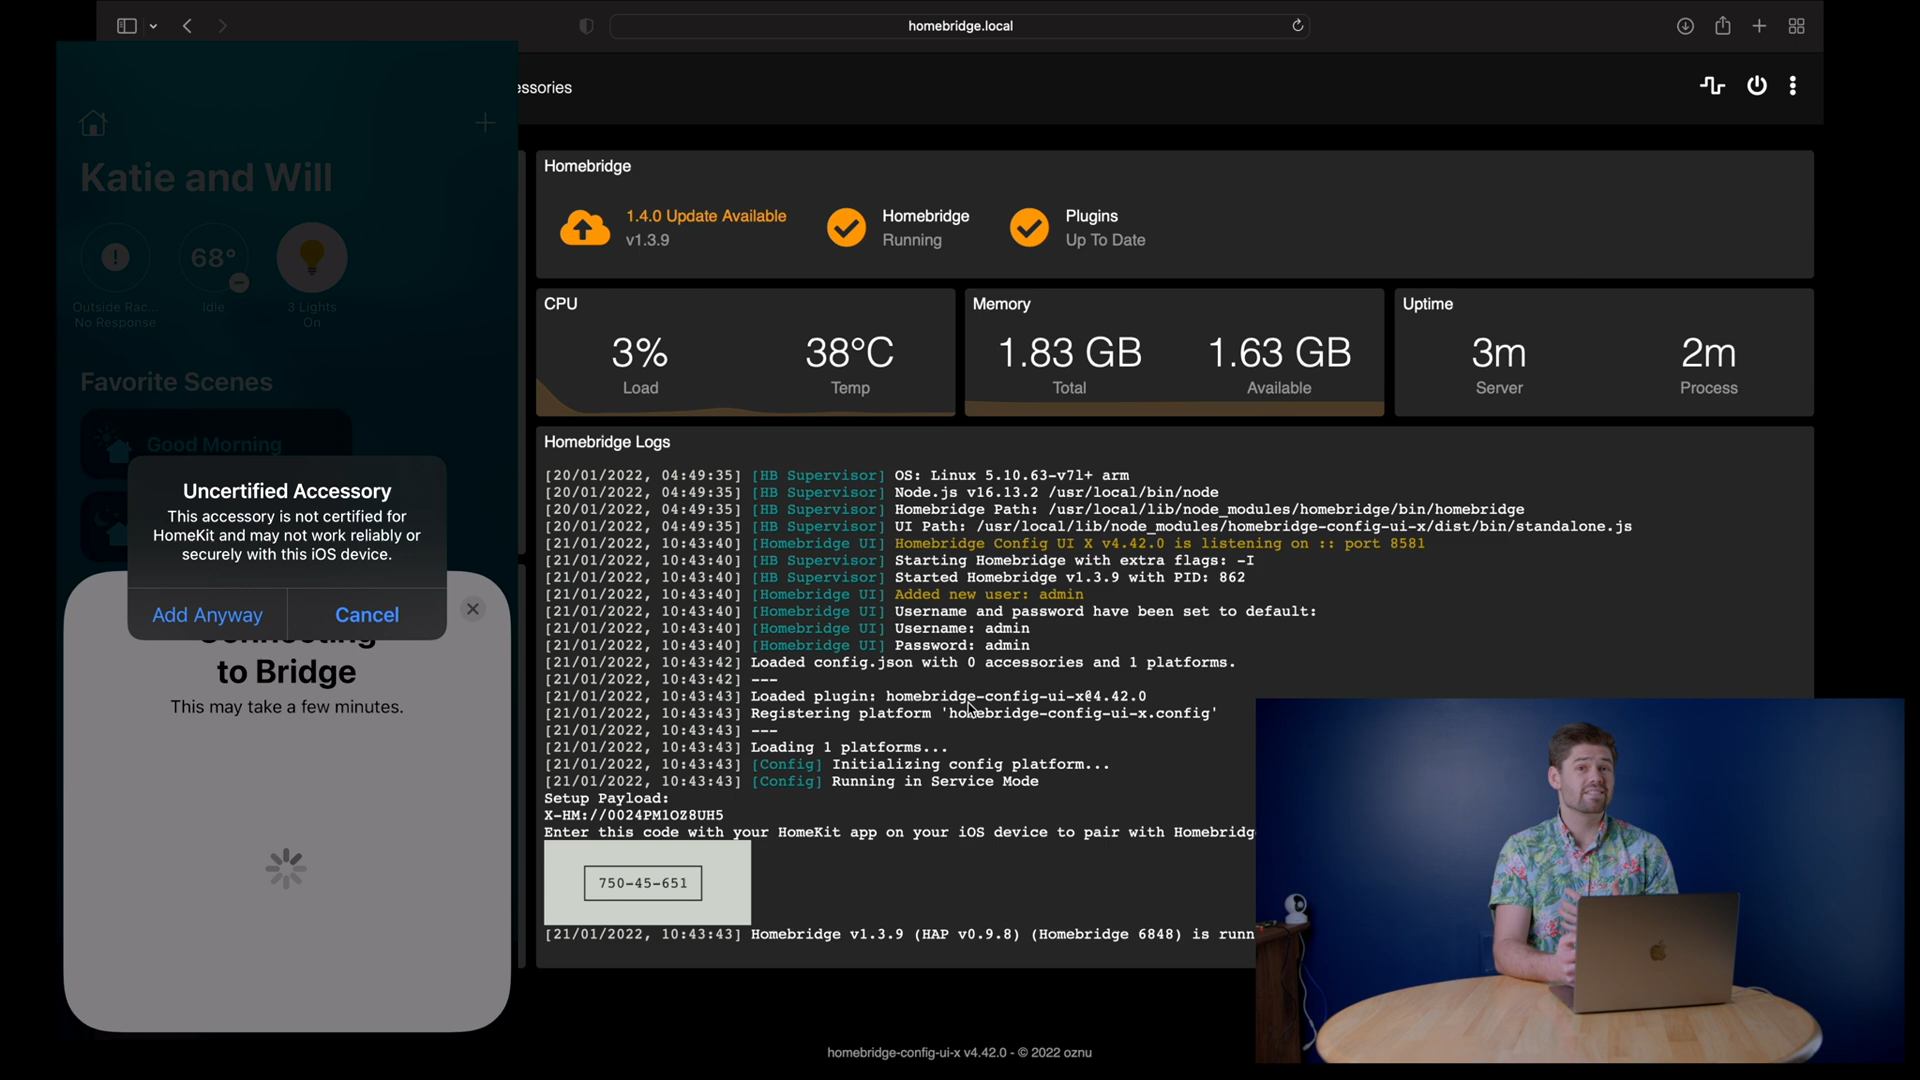 homebridge.local
essories
Katie and Will
68°
Outside Rac...
No Response
Idle
3 Lights
On
Favorite Scenes
Good Morning
Uncertified Accessory
This accessory is not certified for
HomeKit and may not work reliably or
securely with this iOS device.
Add Anyway
Cancel
to Bridge
This may take a few minutes.
Homebridge
1.4.0 Update Available
v1.3.9
Homebridge
Running
Plugins
Up To Date
CPU
3%
Load
38°C
Temp
Memory
1.83 GB
Total
1.63 GB
Available
Uptime
3m
Server
2m
Process
Homebridge Logs
[20/01/2022, 04:49:35] [HB Supervisor] OS: Linux 5.10.63-v7l+ arm
[20/01/2022, 04:49:35] [HB Supervisor] Node.js v16.13.2 /usr/local/bin/node
[20/01/2022, 04:49:35] [HB Supervisor] Homebridge Path: /usr/local/lib/node_modules/homebridge/bin/homebridge
[20/01/2022, 04:49:35] [HB Supervisor] UI Path: /usr/local/lib/node_modules/homebridge-config-ui-x/dist/bin/standalone.js
[21/01/2022, 10:43:40] [Homebridge UI] Homebridge Config UI X v4.42.0 is listening on :: port 8581
[21/01/2022, 10:43:40] [HB Supervisor] Starting Homebridge with extra flags: -I
[21/01/2022, 10:43:40] [HB Supervisor] Started Homebridge v1.3.9 with PID: 862
[21/01/2022, 10:43:40] [Homebridge UI] Added new user: admin
[21/01/2022, 10:43:40] [Homebridge UI] Username and password have been set to default:
[21/01/2022, 10:43:40] [Homebridge UI] Username: admin
[21/01/2022, 10:43:40] [Homebridge UI] Password: admin
[21/01/2022, 10:43:42] Loaded config.json with 0 accessories and 1 platforms.
[21/01/2022, 10:43:42] ---
[21/01/2022, 10:43:43] Loaded plugin: homebridge-config-ui-x@4.42.0
[21/01/2022, 10:43:43] Registering platform 'homebridge-config-ui-x.config'
[21/01/2022, 10:43:43] ---
[21/01/2022, 10:43:43] Loading 1 platforms...
[21/01/2022, 10:43:43] [Config] Initializing config platform...
[21/01/2022, 10:43:43] [Config] Running in Service Mode
Setup Payload:
X-HM://0024PM1OZ8UH5
Enter this code with your HomeKit app on your iOS device to pair with Homebridg
750-45-651
[21/01/2022, 10:43:43] Homebridge v1.3.9 (HAP v0.9.8) (Homebridge 6848) is runn
homebridge-config-ui-x v4.42.0 - © 2022 oznu